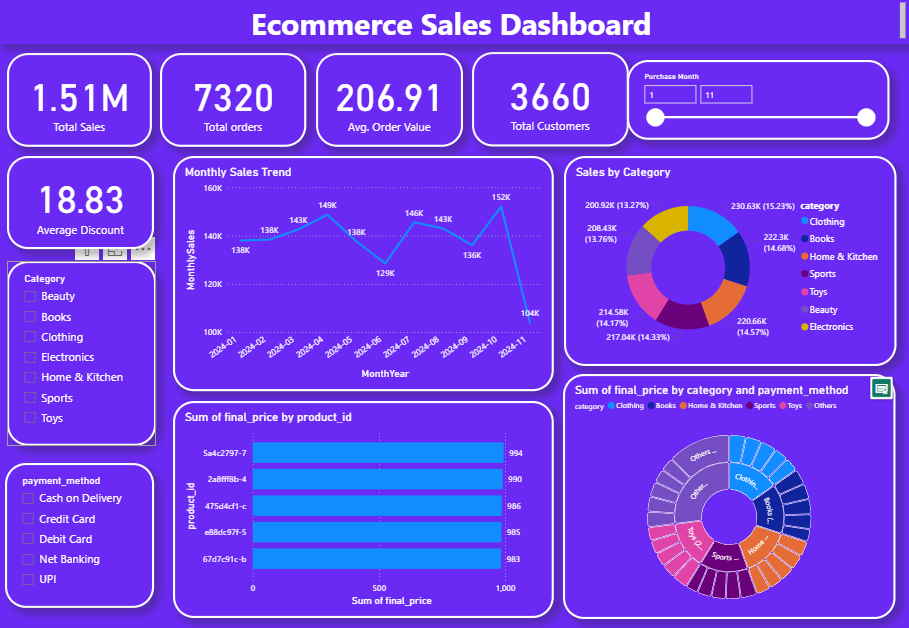 Ecommerce Sales Dashboard
1.51M
Total Sales
7320
Total orders
206.91
Avg. Order Value
3660
Total Customers
Purchase Month
1
11
18.83
Average Discount
Category
Beauty
Books
Clothing
Electronics
Home & Kitchen
Sports
Toys
payment_method
Cash on Delivery
Credit Card
Debit Card
Net Banking
UPI
Monthly Sales Trend
MonthlySales
160K
140K
120K
100K
138K
138K
143K
149K
138K
129K
146K
143K
136K
152K
104K
2024-01
2024-02
2024-03
2024-04
2024-05
2024-06
2024-07
2024-08
2024-09
2024-10
2024-11
MonthYear
Sum of final_price by product_id
product_id
5a4c2797-7
994
2a8fff8b-4
990
475d4cf1-c
986
e88dc97f-5
985
67d7c91c-b
983
0
500
1,000
Sum of final_price
Sales by Category
230.63K (15.23%)
222.3K
(14.68%)
220.66K
(14.57%)
217.04K (14.33%)
214.58K
(14.17%)
208.43K
(13.76%)
200.92K (13.27%)
category
Clothing
Books
Home & Kitchen
Sports
Toys
Beauty
Electronics
Sum of final_price by category and payment_method
category Clothing Books Home & Kitchen Sports Toys Others
Others ...
Clothin...
Other...
Books (...
Toys (2...
Home ...
Sports ...